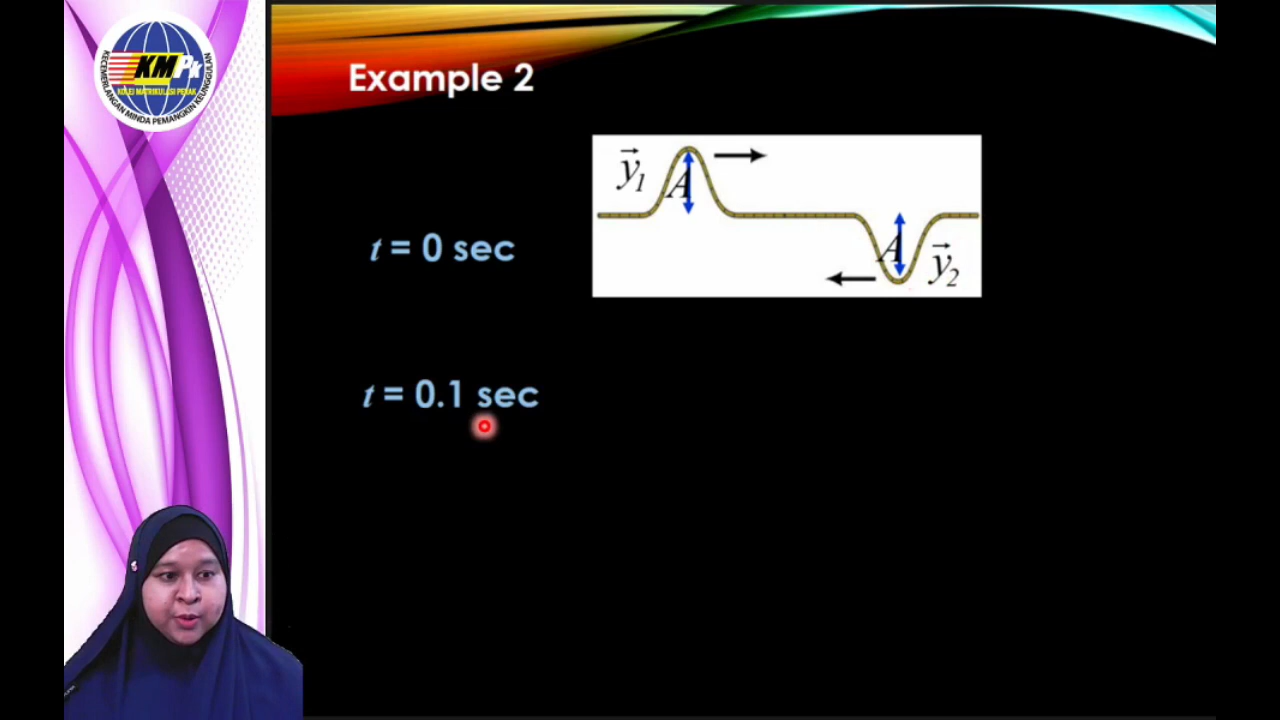 KMPk
KOLEJ MATRIKULASI PERAK
KECEMERLANGAN MINDA PEMANGKIN KEUNGGULAN
Example 2
y₁
A
t = 0 sec
A
y₂
t = 0.1 sec